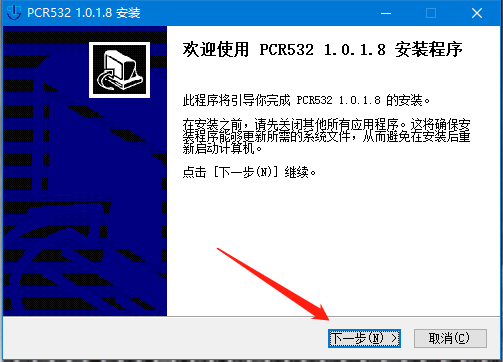 PCR532 1.0.1.8 安装
欢迎使用 PCR532 1.0.1.8 安装程序
此程序将引导你完成 PCR532 1.0.1.8 的安装。
在安装之前，请先关闭其他所有应用程序。这将确保安
装程序能够更新所需的系统文件，从而避免在安装后重
新启动计算机。
点击 [下一步(N)] 继续。
下一步(N) >
取消(C)